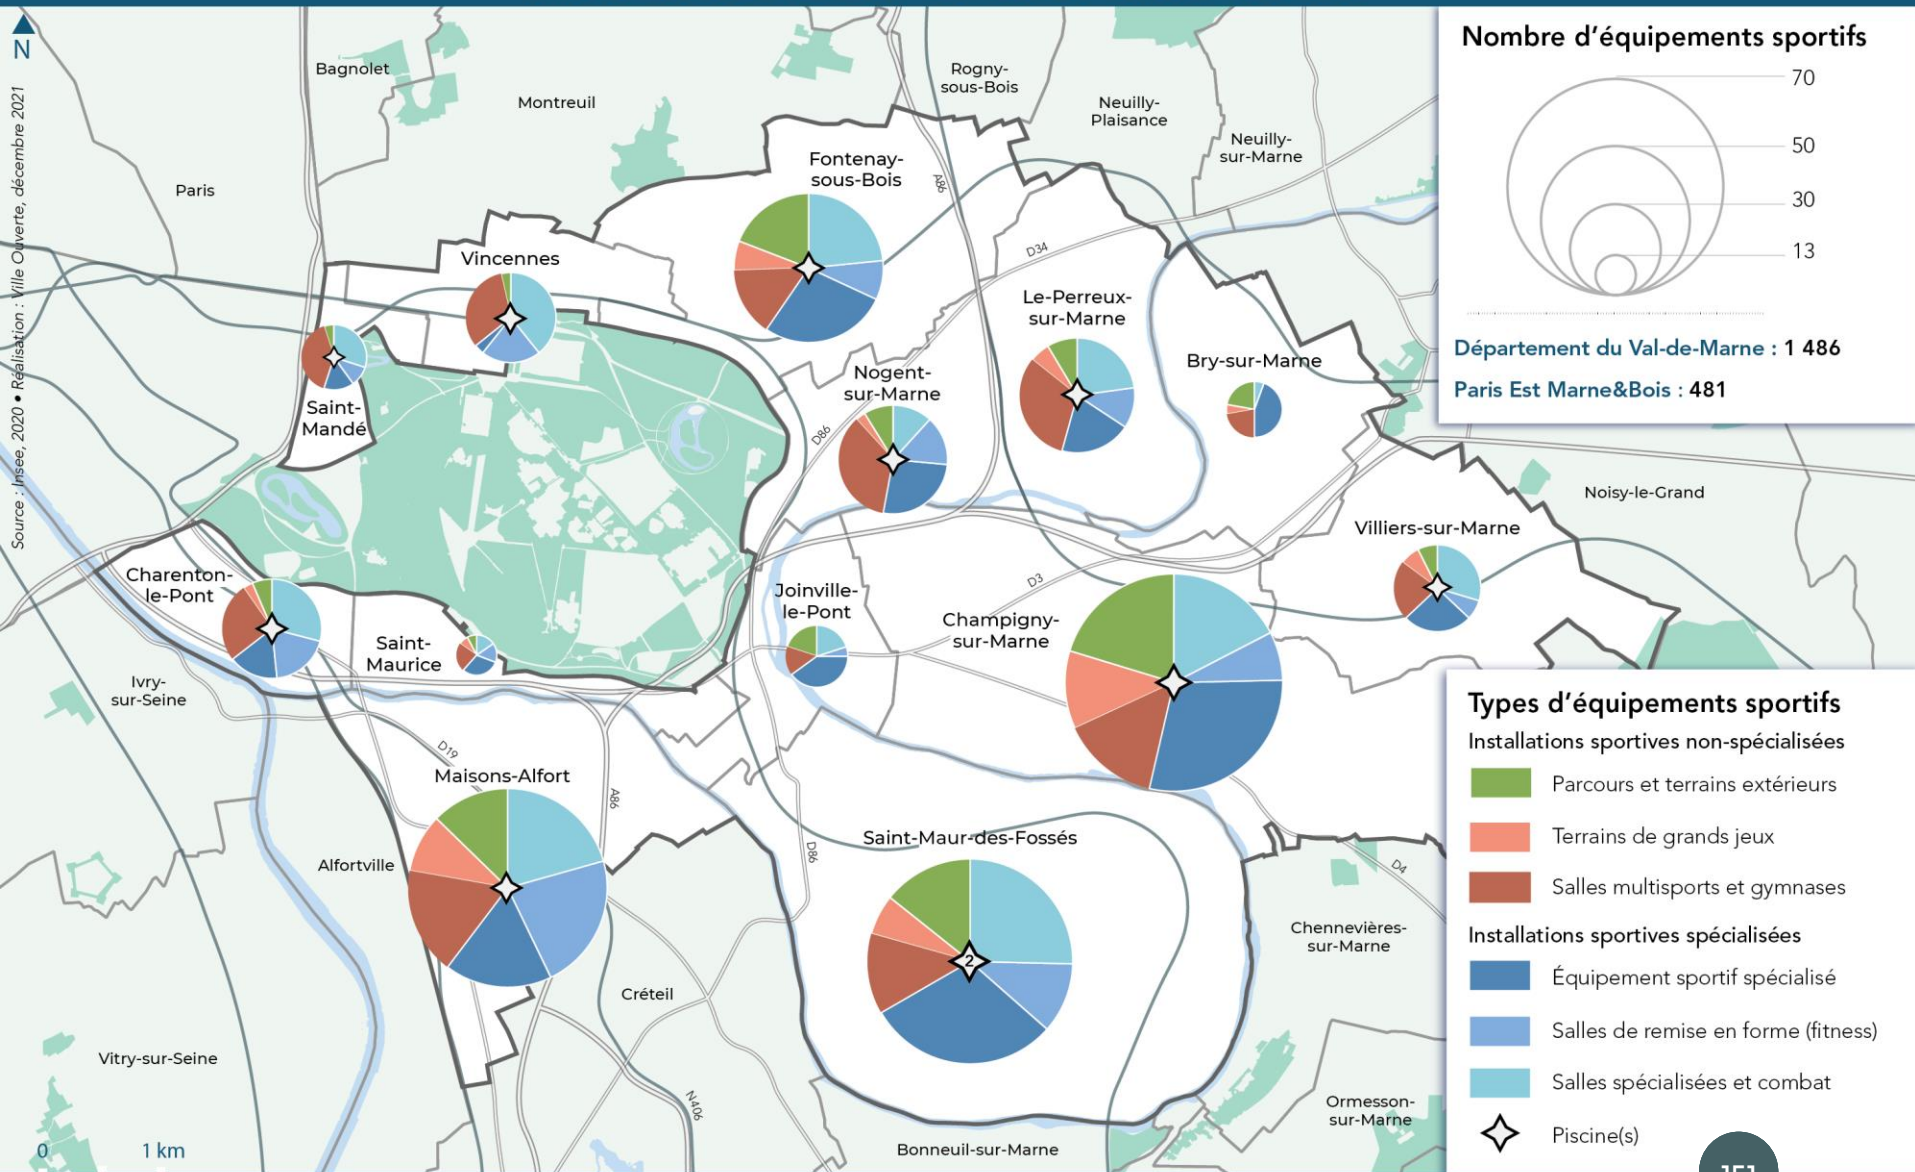 N
Source : Insee, 2020 • Réalisation : Ville Ouverte, décembre 2021
Bagnolet
Montreuil
Rogny-
sous-Bois
Neuilly-
Plaisance
Neuilly-
sur-Marne
Paris
Fontenay-
sous-Bois
A86
D34
Vincennes
Le-Perreux-
sur-Marne
Bry-sur-Marne
Nogent-
sur-Marne
D86
Saint-
Mandé
Noisy-le-Grand
Villiers-sur-Marne
Charenton-
le-Pont
Joinville-
le-Pont
D3
Champigny-
sur-Marne
Saint-
Maurice
Ivry-
sur-Seine
D19
Maisons-Alfort
A86
Saint-Maur-des-Fossés
D86
D4
Alfortville
2
Chennevières-
sur-Marne
Créteil
Vitry-sur-Seine
N406
Ormesson-
sur-Marne
Bonneuil-sur-Marne
0
1 km
Nombre d'équipements sportifs
70
50
30
13
Département du Val-de-Marne : 1 486
Paris Est Marne&Bois : 481
Types d'équipements sportifs
Installations sportives non-spécialisées
Parcours et terrains extérieurs
Terrains de grands jeux
Salles multisports et gymnases
Installations sportives spécialisées
Équipement sportif spécialisé
Salles de remise en forme (fitness)
Salles spécialisées et combat
Piscine(s)